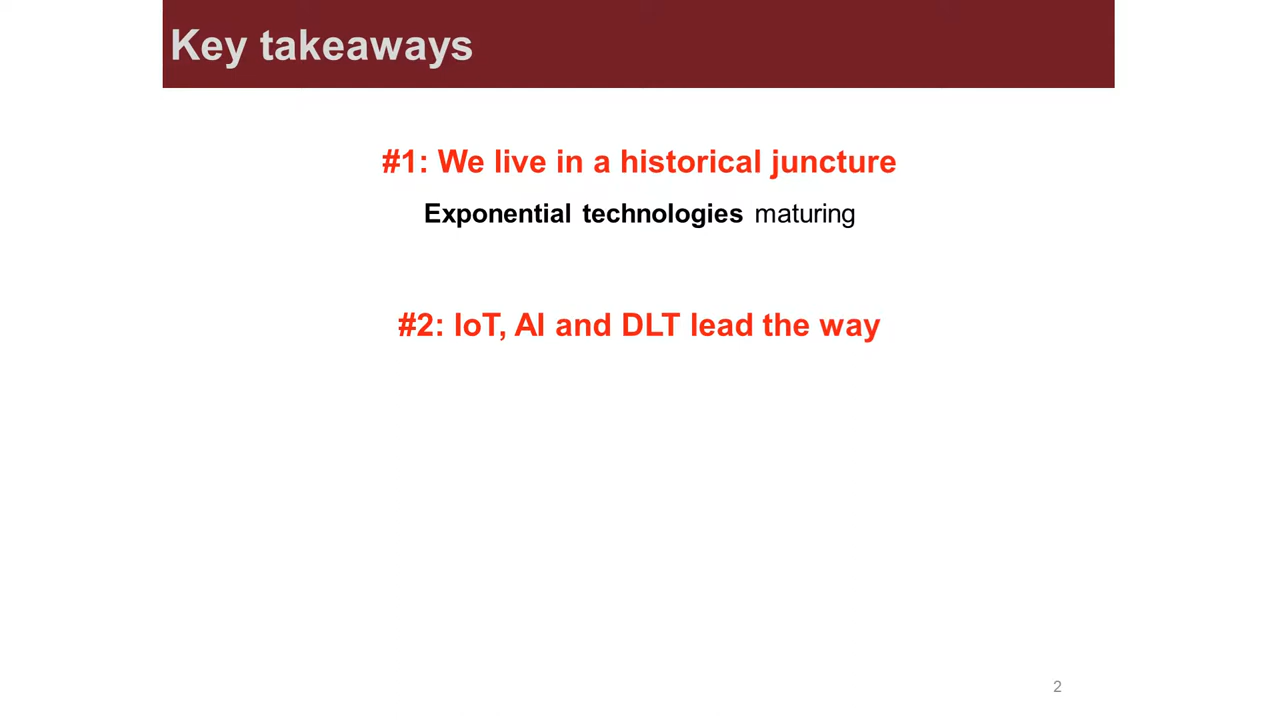 Key takeaways
#1: We live in a historical juncture
Exponential technologies maturing
#2: IoT, AI and DLT lead the way
2